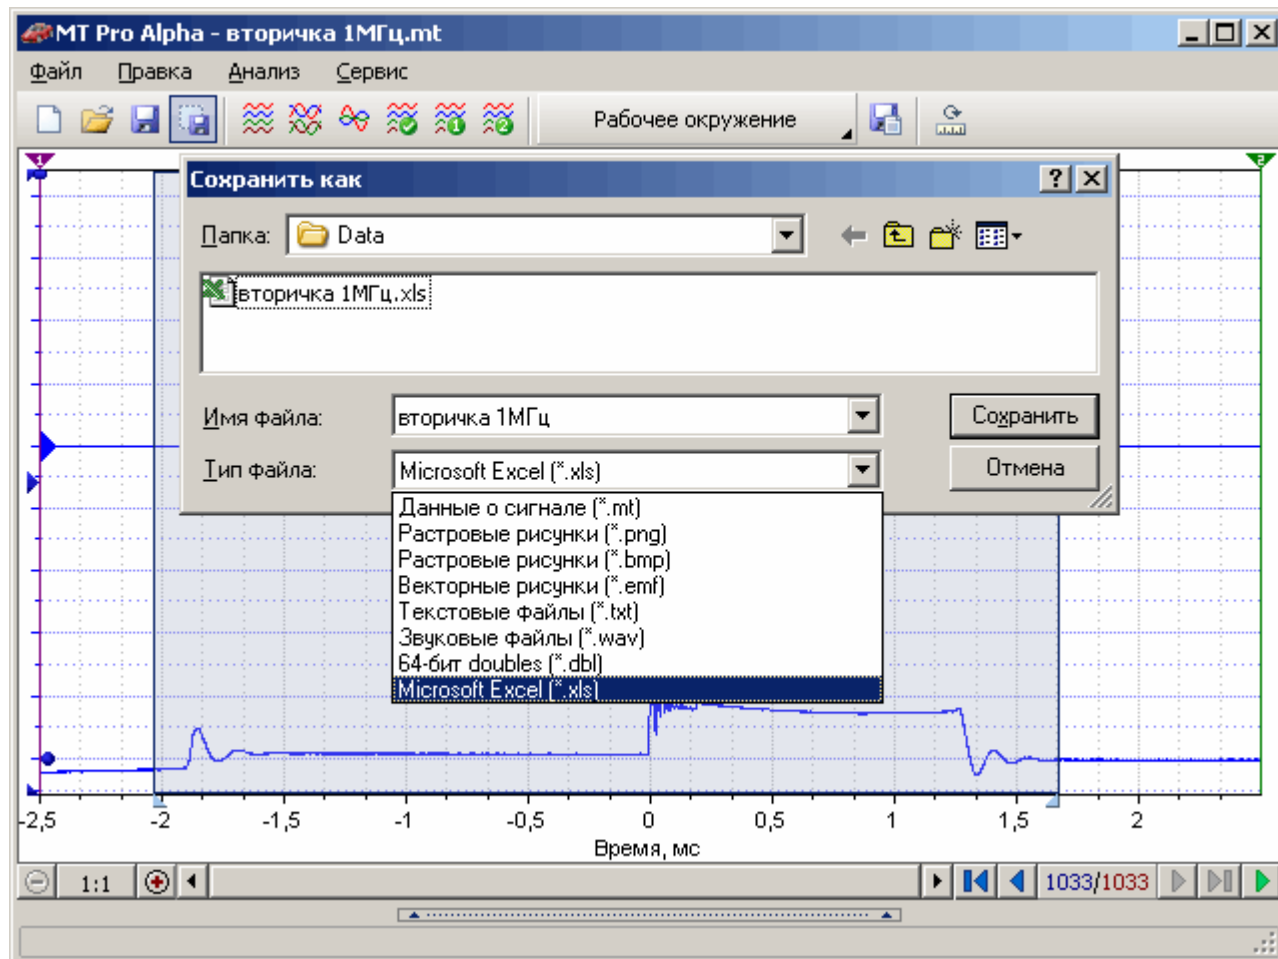 MT Pro Alpha - вторичка 1МГц.mt
Файл Правка Анализ Сервис
1 2 Рабочее окружение
1 2
Сохранить как
Папка: Data
вторичка 1МГц.xls
Имя файла: вторичка 1МГц Сохранить
Тип файла: Microsoft Excel (*.xls) Отмена
Данные о сигнале (*.mt)
Растровые рисунки (*.png)
Растровые рисунки (*.bmp)
Векторные рисунки (*.emf)
Текстовые файлы (*.txt)
Звуковые файлы (*.wav)
64-бит doubles (*.dbl)
Microsoft Excel (*.xls)
-2,5 -2 -1,5 -1 -0,5 0 0,5 1 1,5 2
Время, мс
1:1 1033/1033